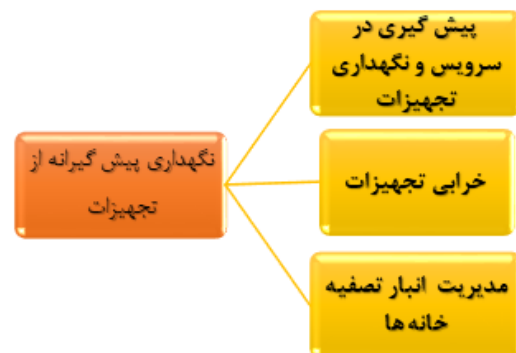 پیش گیری در
سرویس و نگهداری
تجهیزات
نگهداری پیش گیرانه از
تجهیزات
خرابی تجهیزات
مدیریت انبار تصفیه
خانه‌ها